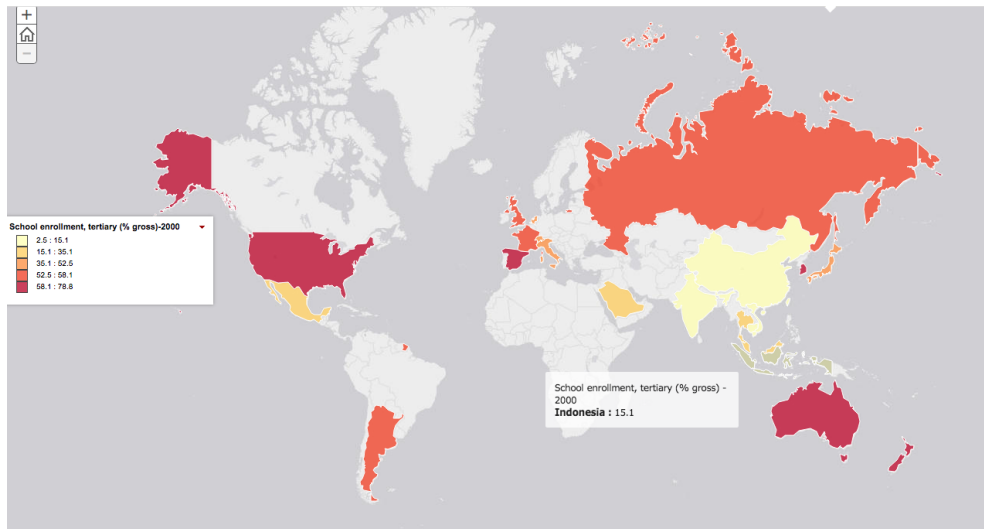 School enrollment, tertiary (% gross)-2000
2.5 : 15.1
15.1 : 35.1
35.1 : 52.5
52.5 : 58.1
58.1 : 78.8
School enrollment, tertiary (% gross) -
2000
Indonesia : 15.1